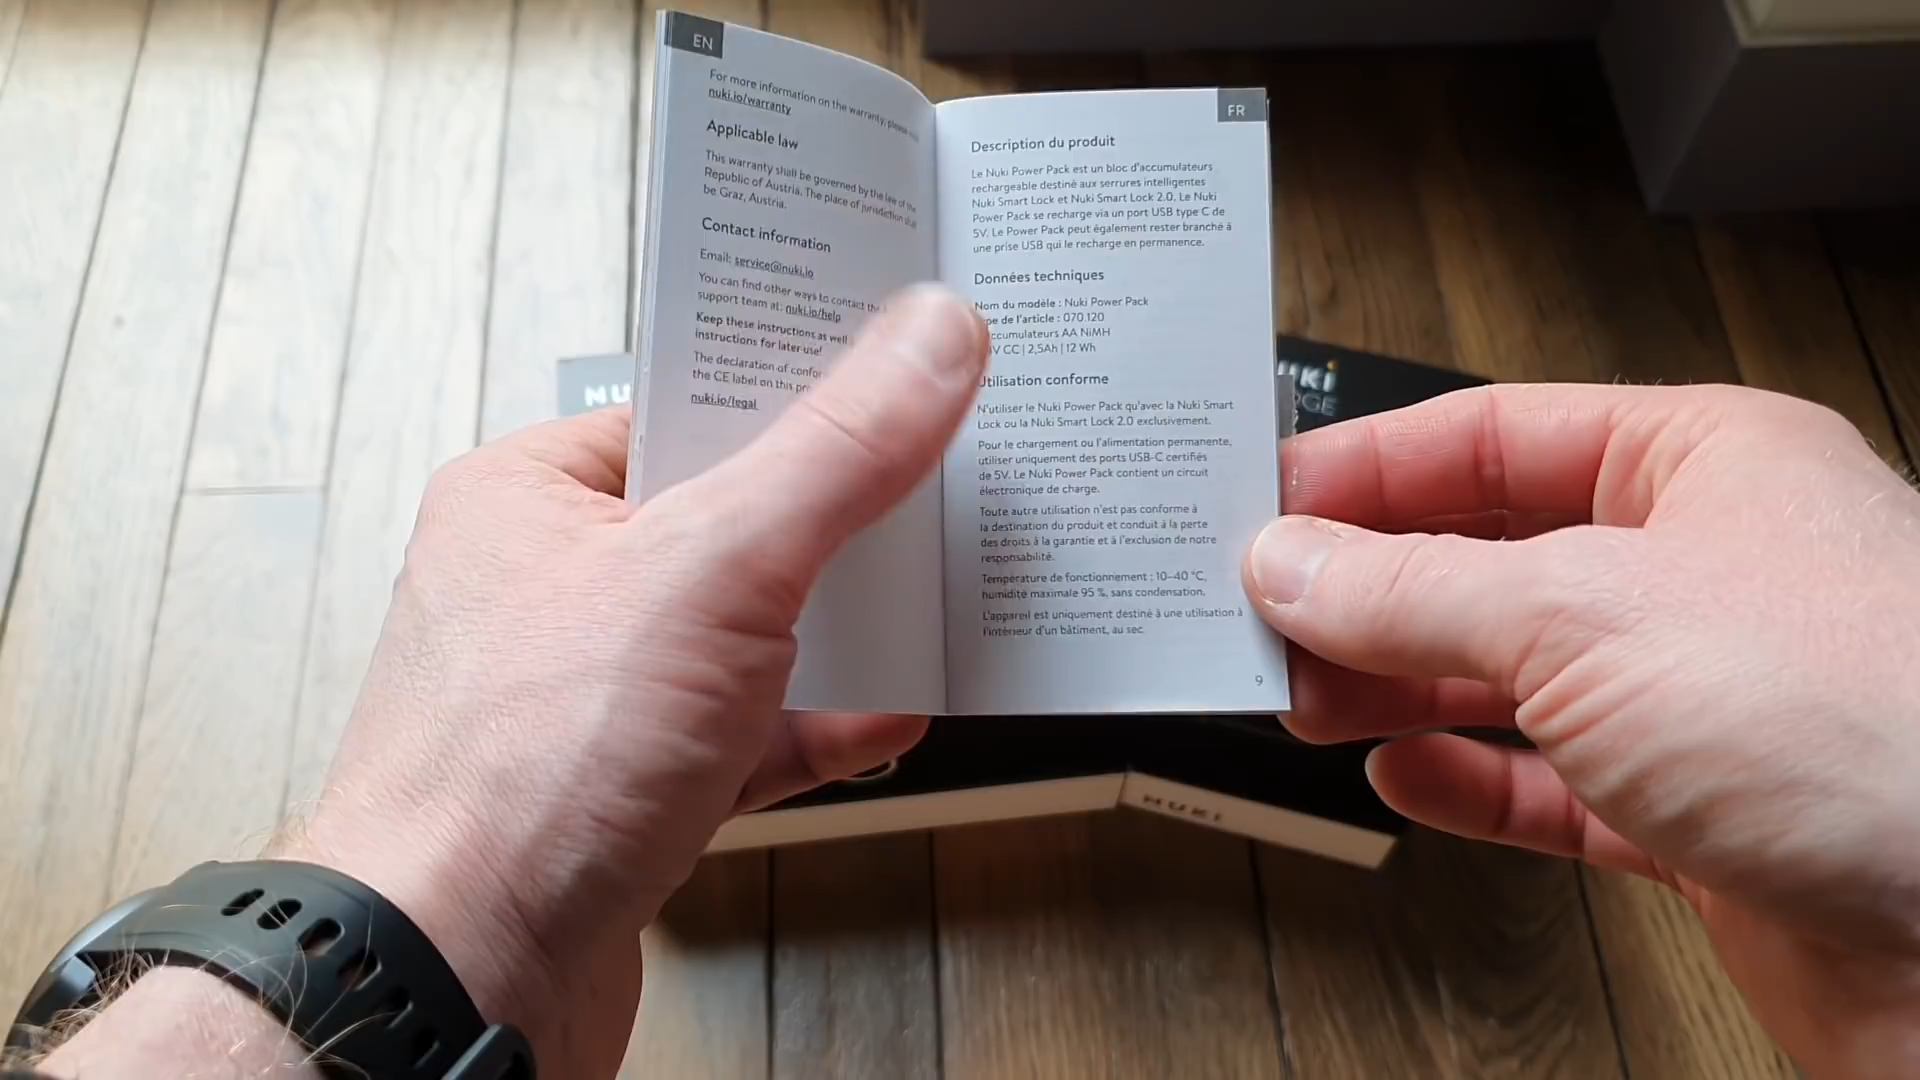 EN
For more information on the warranty, please
nuki.io/warranty
Applicable law
This warranty shall be governed by the law of the
Republic of Austria. The place of jurisdiction shall
be Graz, Austria.
Contact information
Email: service@nuki.io
You can find other ways to contact the
support team at: nuki.io/help
Keep these instructions as well
instructions for later use!
The declaration of
the CE label on this
nuki.io/legal
FR
Description du produit
Le Nuki Power Pack est un bloc d'accumulateurs
rechargeable destiné aux serrures intelligentes
Nuki Smart Lock et Nuki Smart Lock 2.0. Le Nuki
Power Pack se recharge via un port USB type C de
5V. Le Power Pack peut également rester branché à
une prise USB qui le recharge en permanence.
Données techniques
Nom du modèle : Nuki Power Pack
de l'article : 070.120
AA NiMH
CC | 2,5Ah | 12 Wh
Utilisation conforme
N'utiliser le Nuki Power Pack qu'avec la Nuki Smart
Lock ou la Nuki Smart Lock 2.0 exclusivement.
Pour le chargement ou l'alimentation permanente,
utiliser uniquement des ports USB-C certifiés
de 5V. Le Nuki Power Pack contient un circuit
électronique de charge.
Toute autre utilisation n'est pas conforme à
la destination du produit et conduit à la perte
des droits à la garantie et à l'exclusion de notre
responsabilité.
Température de fonctionnement : 10–40 °C,
humidité maximale 95 %, sans condensation.
L'appareil est uniquement destiné à une utilisation à
l'intérieur d'un bâtiment, au sec.
9
NUKI